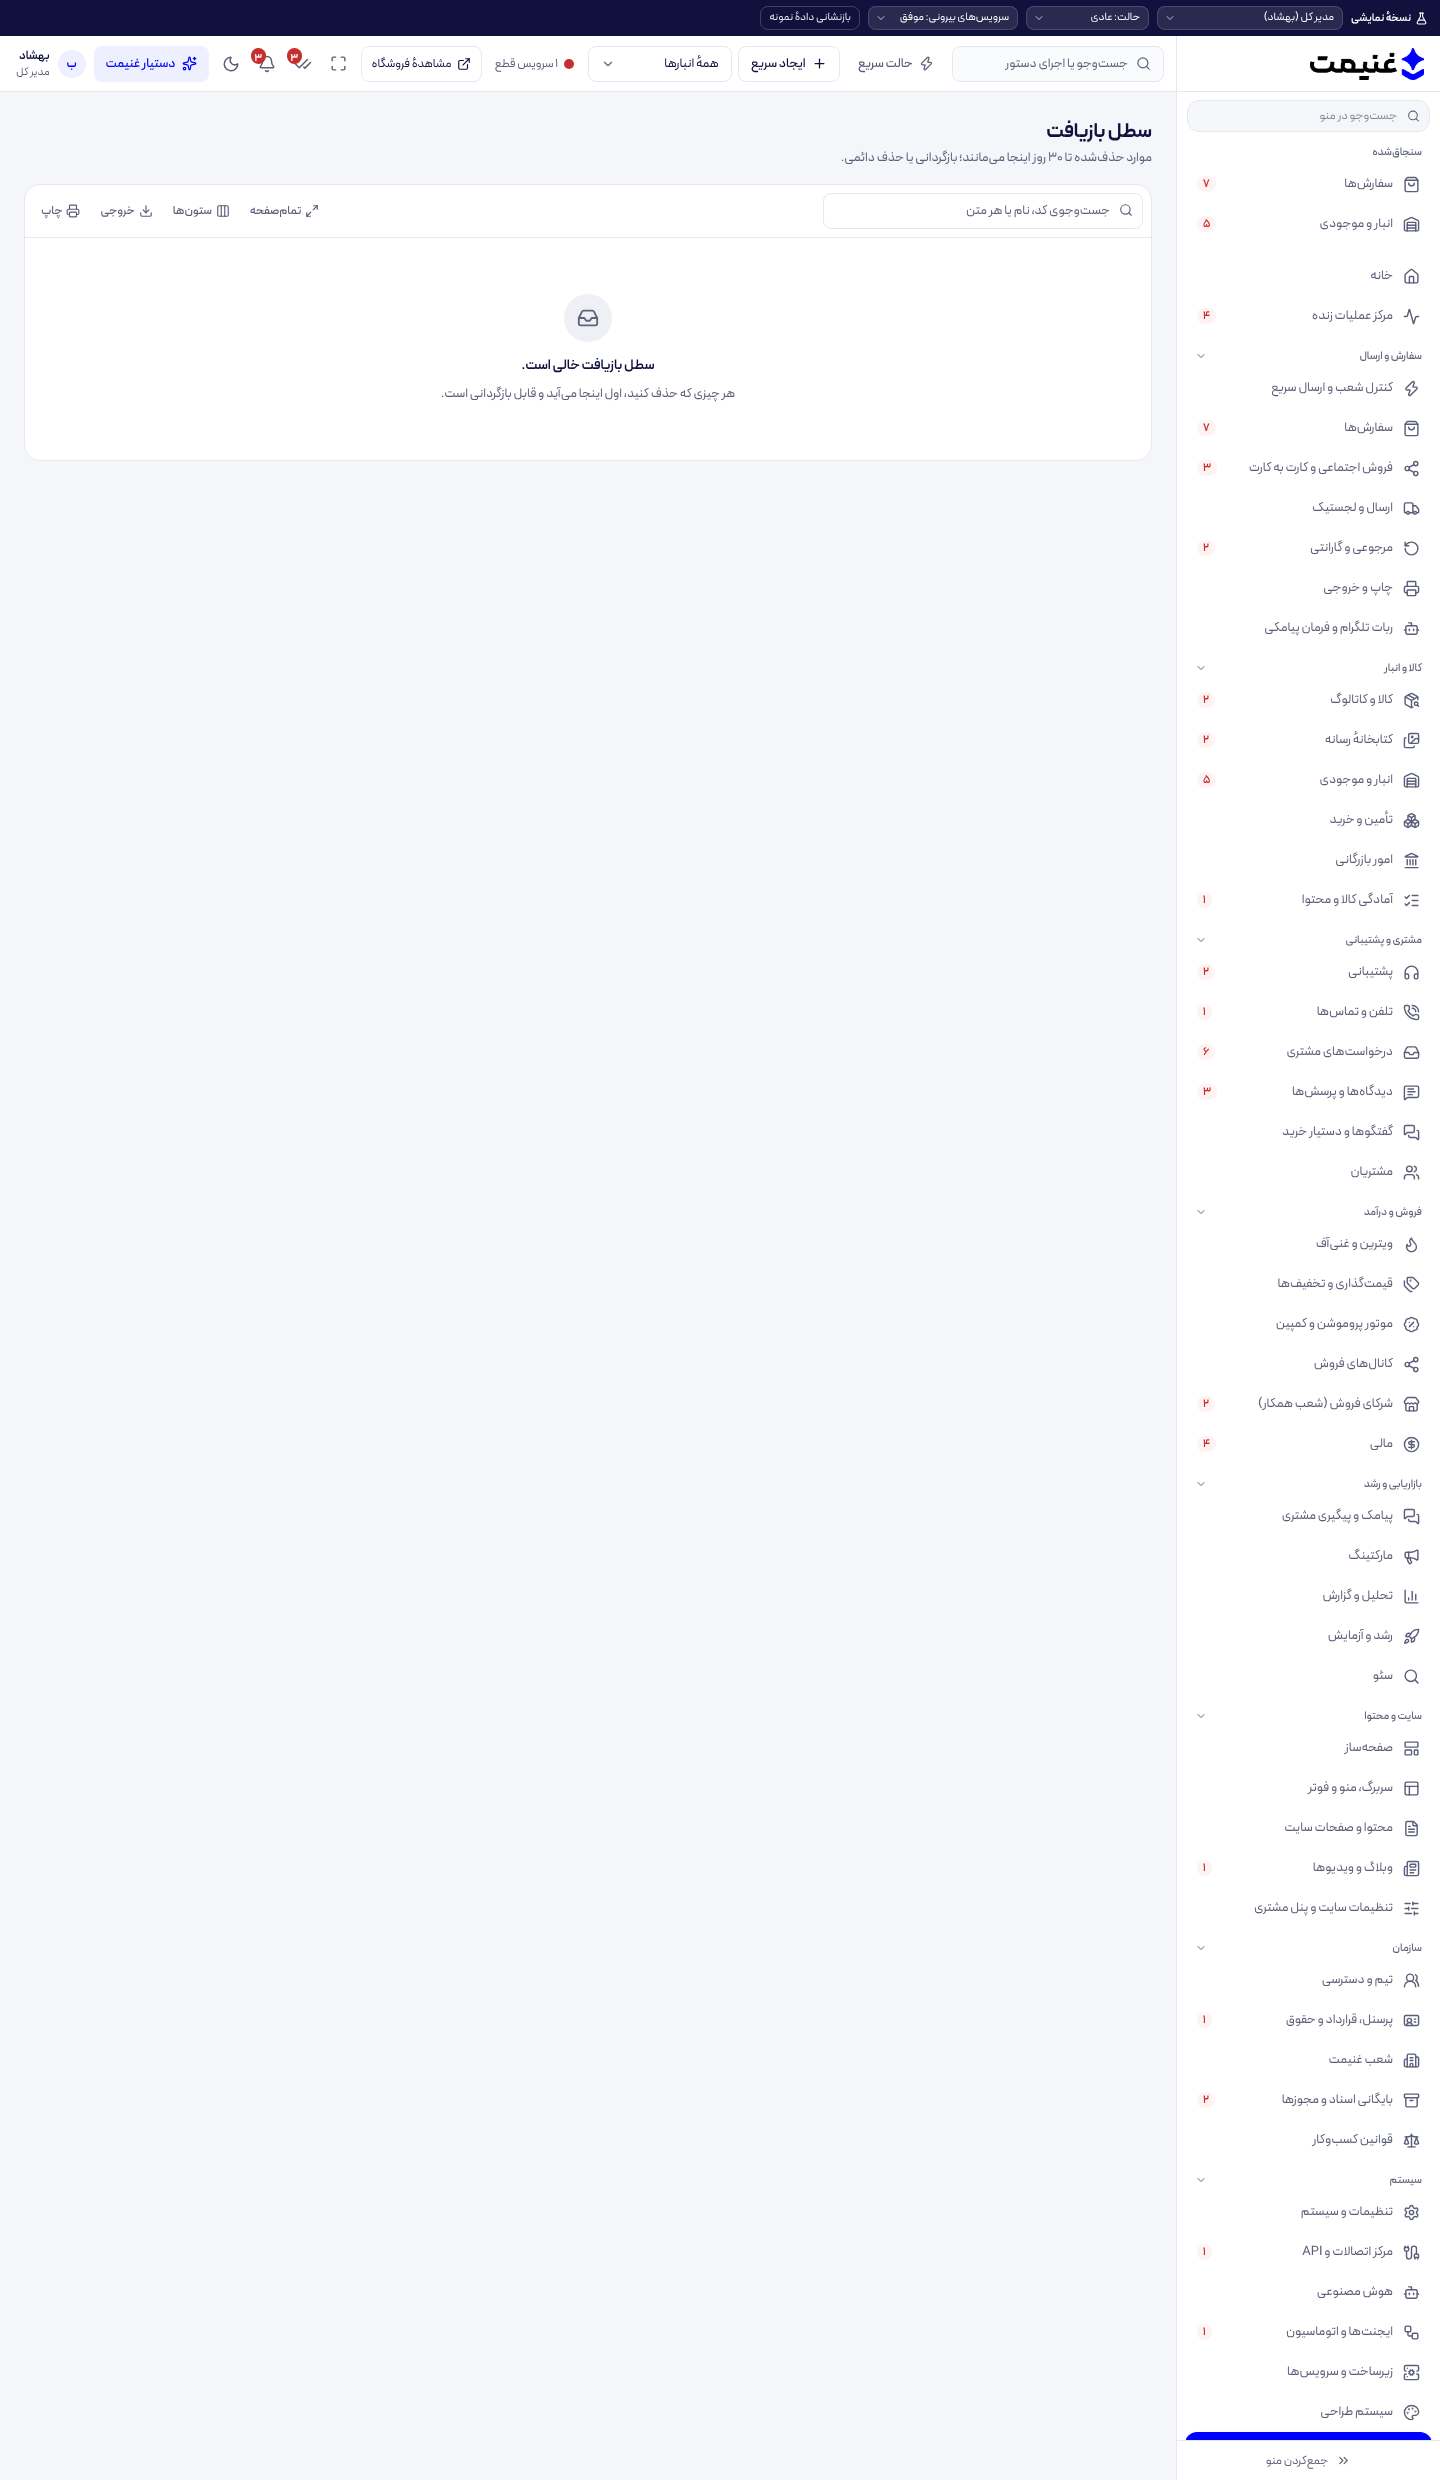 نسخهٔ نمایشی
مدیر کل (بهشاد)
حالت: عادی
سرویس‌های بیرونی: موفق
بازنشانی دادهٔ نمونه
غنیمت
جست‌وجو یا اجرای دستور
حالت سریع
ایجاد سریع
همهٔ انبارها
۱ سرویس قطع
مشاهدهٔ فروشگاه
۳
۳
دستیار غنیمت
ب
بهشاد
مدیر کل
جست‌وجو در منو
سنجاق‌شده
سفارش‌ها ۷
انبار و موجودی ۵
خانه
مرکز عملیات زنده ۴
سفارش و ارسال
کنترل شعب و ارسال سریع
سفارش‌ها ۷
فروش اجتماعی و کارت به کارت ۳
ارسال و لجستیک
مرجوعی و گارانتی ۲
چاپ و خروجی
ربات تلگرام و فرمان پیامکی
کالا و انبار
کالا و کاتالوگ ۲
کتابخانهٔ رسانه ۲
انبار و موجودی ۵
تأمین و خرید
امور بازرگانی
آمادگی کالا و محتوا ۱
مشتری و پشتیبانی
پشتیبانی ۲
تلفن و تماس‌ها ۱
درخواست‌های مشتری ۶
دیدگاه‌ها و پرسش‌ها ۳
گفتگوها و دستیار خرید
مشتریان
فروش و درآمد
ویترین و غنی‌آف
قیمت‌گذاری و تخفیف‌ها
موتور پروموشن و کمپین
کانال‌های فروش
شرکای فروش (شعب همکار) ۲
مالی ۴
بازاریابی و رشد
پیامک و پیگیری مشتری
مارکتینگ
تحلیل و گزارش
رشد و آزمایش
سئو
سایت و محتوا
صفحه‌ساز
سربرگ، منو و فوتر
محتوا و صفحات سایت
وبلاگ و ویدیوها ۱
تنظیمات سایت و پنل مشتری
سازمان
تیم و دسترسی
پرسنل، قرارداد و حقوق ۱
شعب غنیمت
بایگانی اسناد و مجوزها ۲
قوانین کسب‌وکار
سیستم
تنظیمات و سیستم
مرکز اتصالات و API ۱
هوش مصنوعی
ایجنت‌ها و اتوماسیون ۱
زیرساخت و سرویس‌ها
سیستم طراحی
جمع‌کردن منو
سطل بازیافت
موارد حذف‌شده تا ۳۰ روز اینجا می‌مانند؛ بازگردانی یا حذف دائمی.
جست‌وجوی کد، نام یا هر متن
تمام‌صفحه
ستون‌ها
خروجی
چاپ
سطل بازیافت خالی است.
هر چیزی که حذف کنید، اول اینجا می‌آید و قابل بازگردانی است.